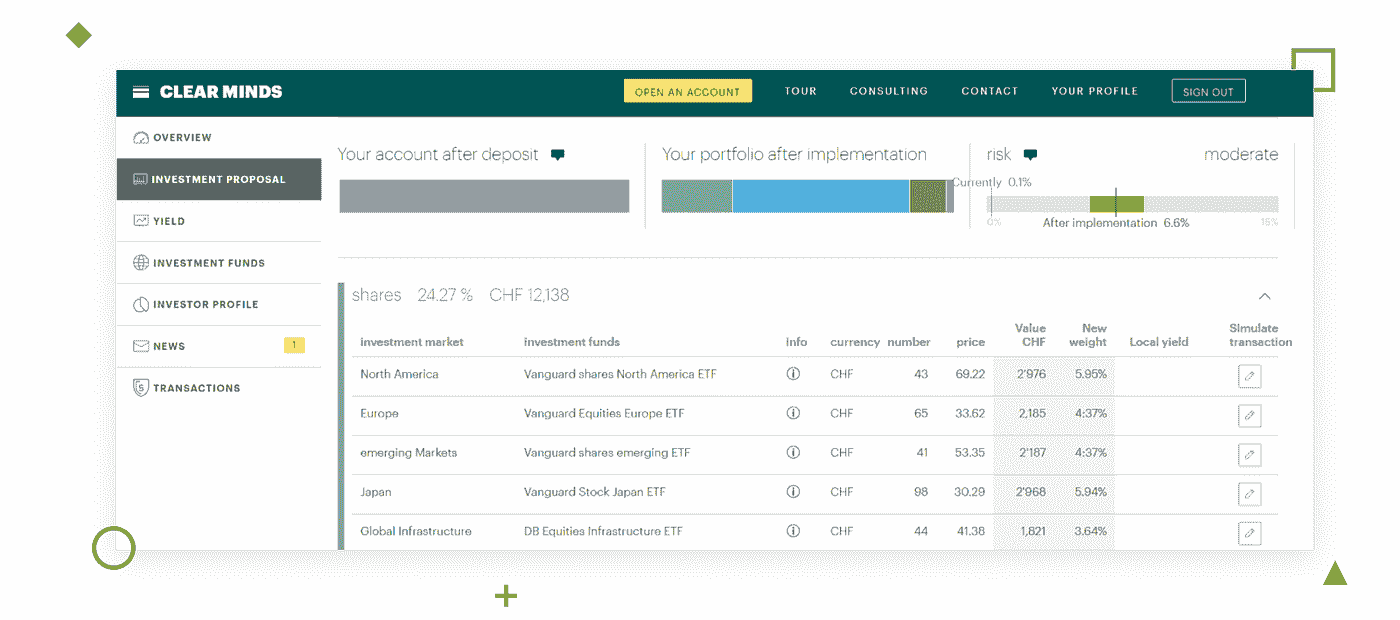 CLEAR MINDS OPEN AN ACCOUNT TOUR CONSULTING CONTACT YOUR PROFILE SIGN OUT
OVERVIEW
INVESTMENT PROPOSAL
YIELD
INVESTMENT FUNDS
INVESTOR PROFILE
NEWS 1
TRANSACTIONS
Your account after deposit
Your portfolio after implementation
risk moderate
Currently 0.1%
0% 15%
After implementation 6.6%
shares 24.27 % CHF 12,138
investment market investment funds info currency number price Value CHF New weight Local yield Simulate transaction
North America Vanguard shares North America ETF CHF 43 69.22 2'976 5.95%
Europe Vanguard Equities Europe ETF CHF 65 33.62 2,185 4:37%
emerging Markets Vanguard shares emerging ETF CHF 41 53.35 2'187 4:37%
Japan Vanguard Stock Japan ETF CHF 98 30.29 2'968 5.94%
Global Infrastructure DB Equities Infrastructure ETF CHF 44 41.38 1,821 3.64%